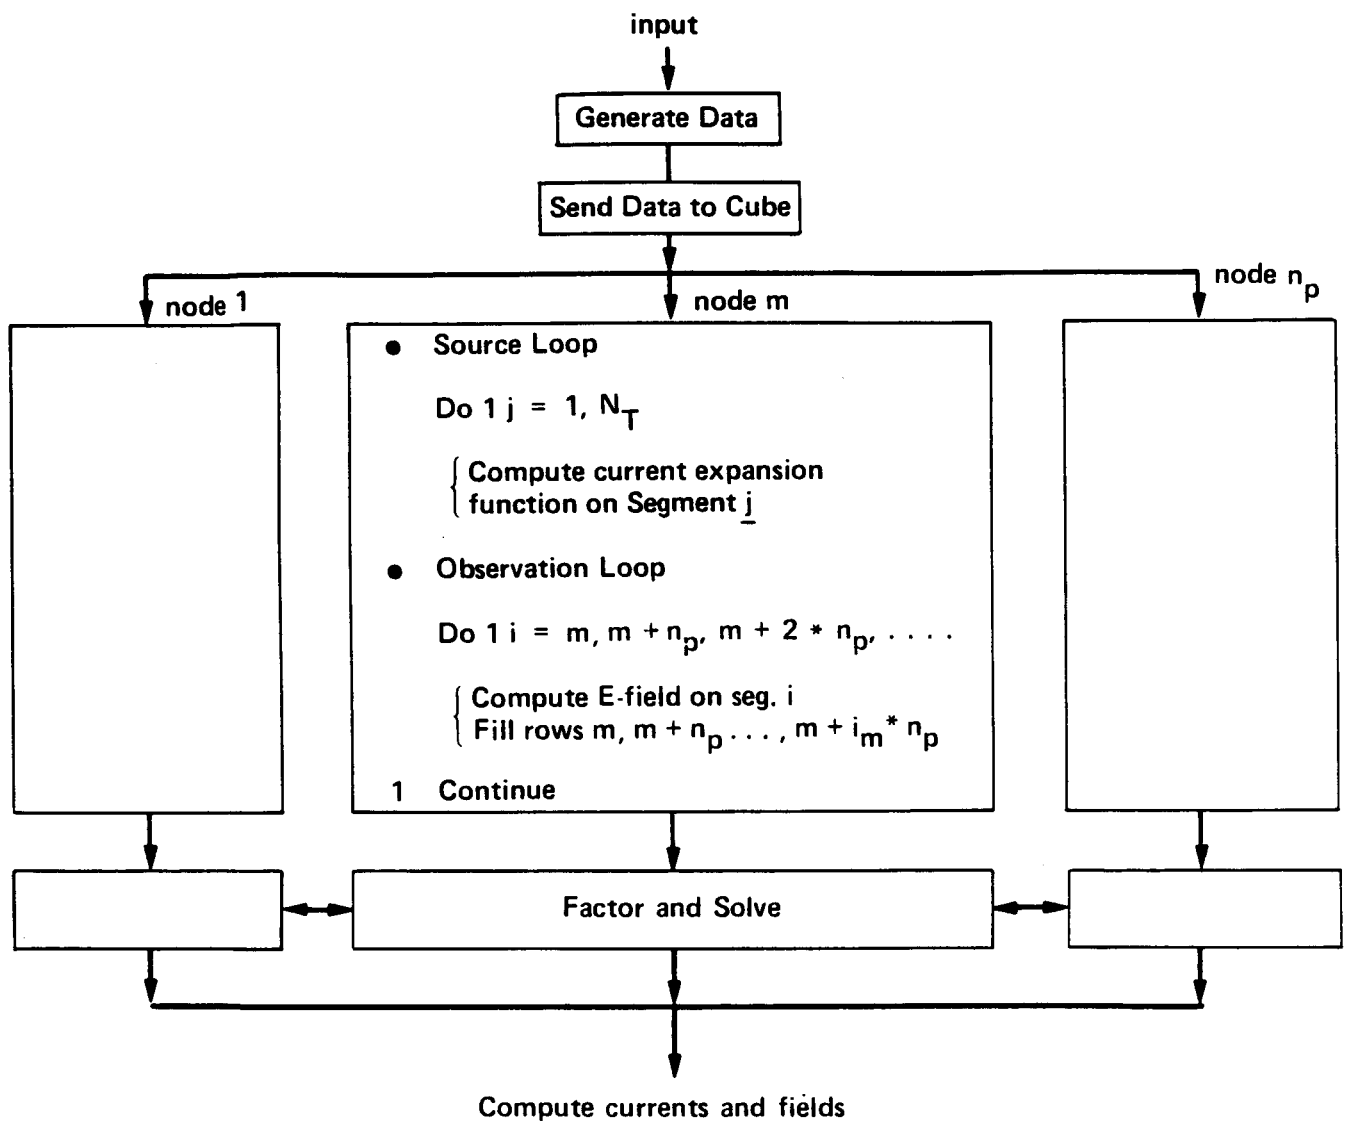 input
Generate Data
Send Data to Cube
node 1
node m
node n_p
● Source Loop
Do 1 j = 1, N_T
Compute current expansion
function on Segment j
● Observation Loop
Do 1 i = m, m + n_p, m + 2 * n_p, . . . .
Compute E-field on seg. i
Fill rows m, m + n_p . . . , m + i_m * n_p
1 Continue
Factor and Solve
Compute currents and fields